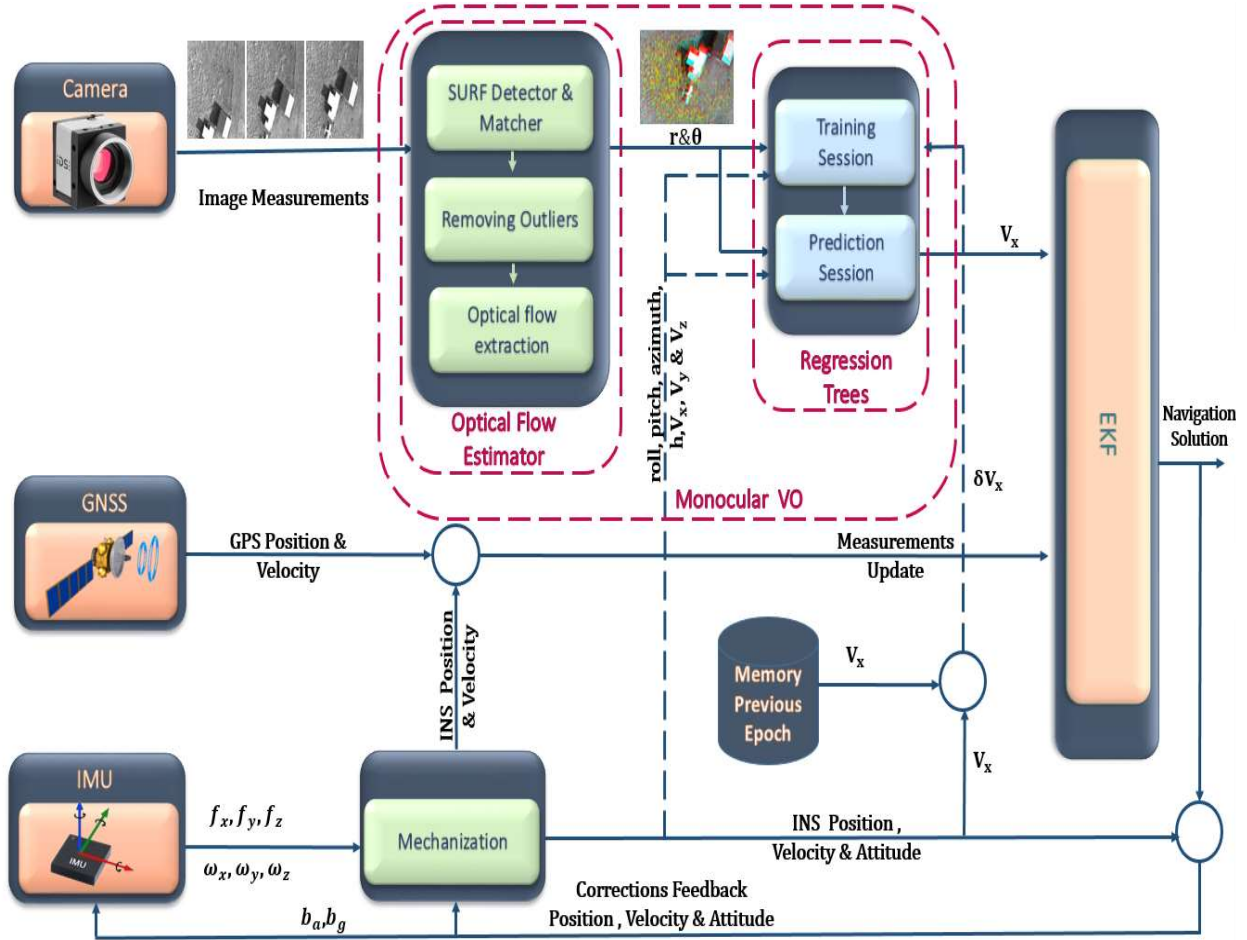 Camera
IDS
Image Measurements
SURF Detector &
Matcher
Removing Outliers
Optical flow
extraction
Optical Flow
Estimator
r&θ
Training
Session
Prediction
Session
Regression
Trees
Monocular VO
roll, pitch, azimuth,
h,Vx, Vy & Vz
Vx
EKF
Navigation
Solution
δVx
GNSS
GPS Position &
Velocity
Measurements
Update
INS Position
& Velocity
Memory
Previous
Epoch
Vx
Vx
IMU
IMU
fx, fy, fz
ωx, ωy, ωz
Mechanization
INS Position ,
Velocity & Attitude
Corrections Feedback
Position , Velocity & Attitude
ba,bg